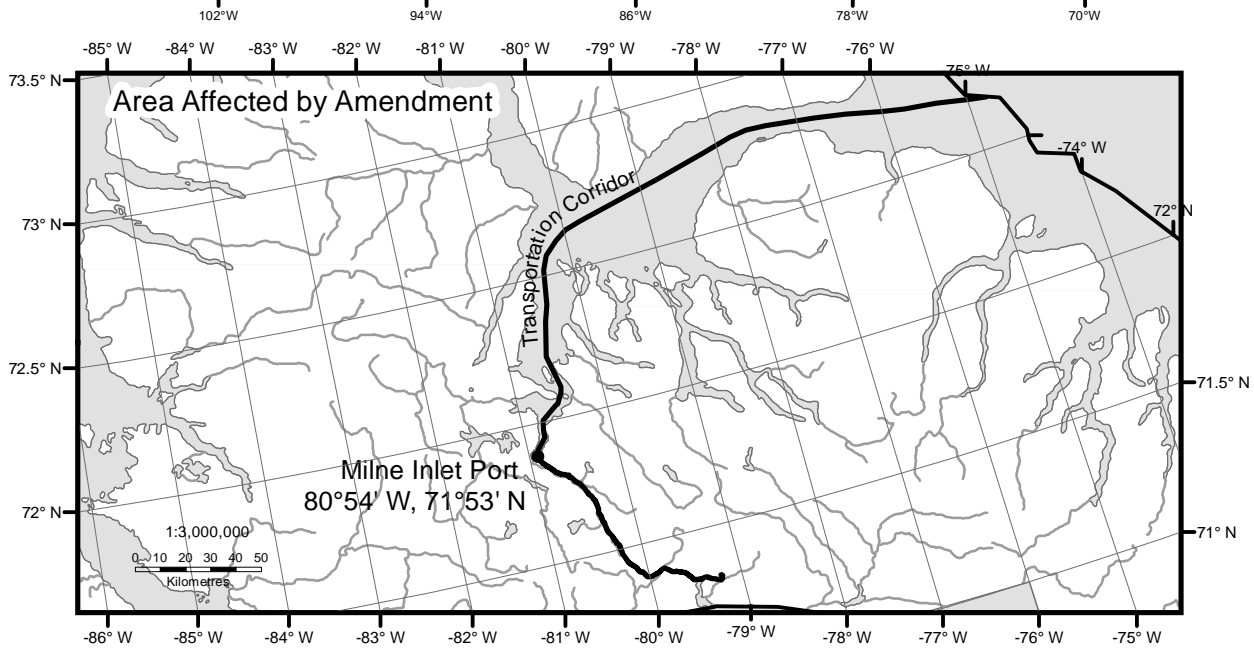 102° W 94° W 86° W 78° W 70° W
-85° W -84° W -83° W -82° W -81° W -80° W -79° W -78° W -77° W -76° W
-75° W
73.5° N
Area Affected by Amendment
-74° W
Transportation Corridor
73° N
72° N
72.5° N
71.5° N
Milne Inlet Port
80°54' W, 71°53' N
72° N
71° N
1:3,000,000
0 10 20 30 40 50
Kilometres
-86° W -85° W -84° W -83° W -82° W -81° W -80° W -79° W -78° W -77° W -76° W -75° W